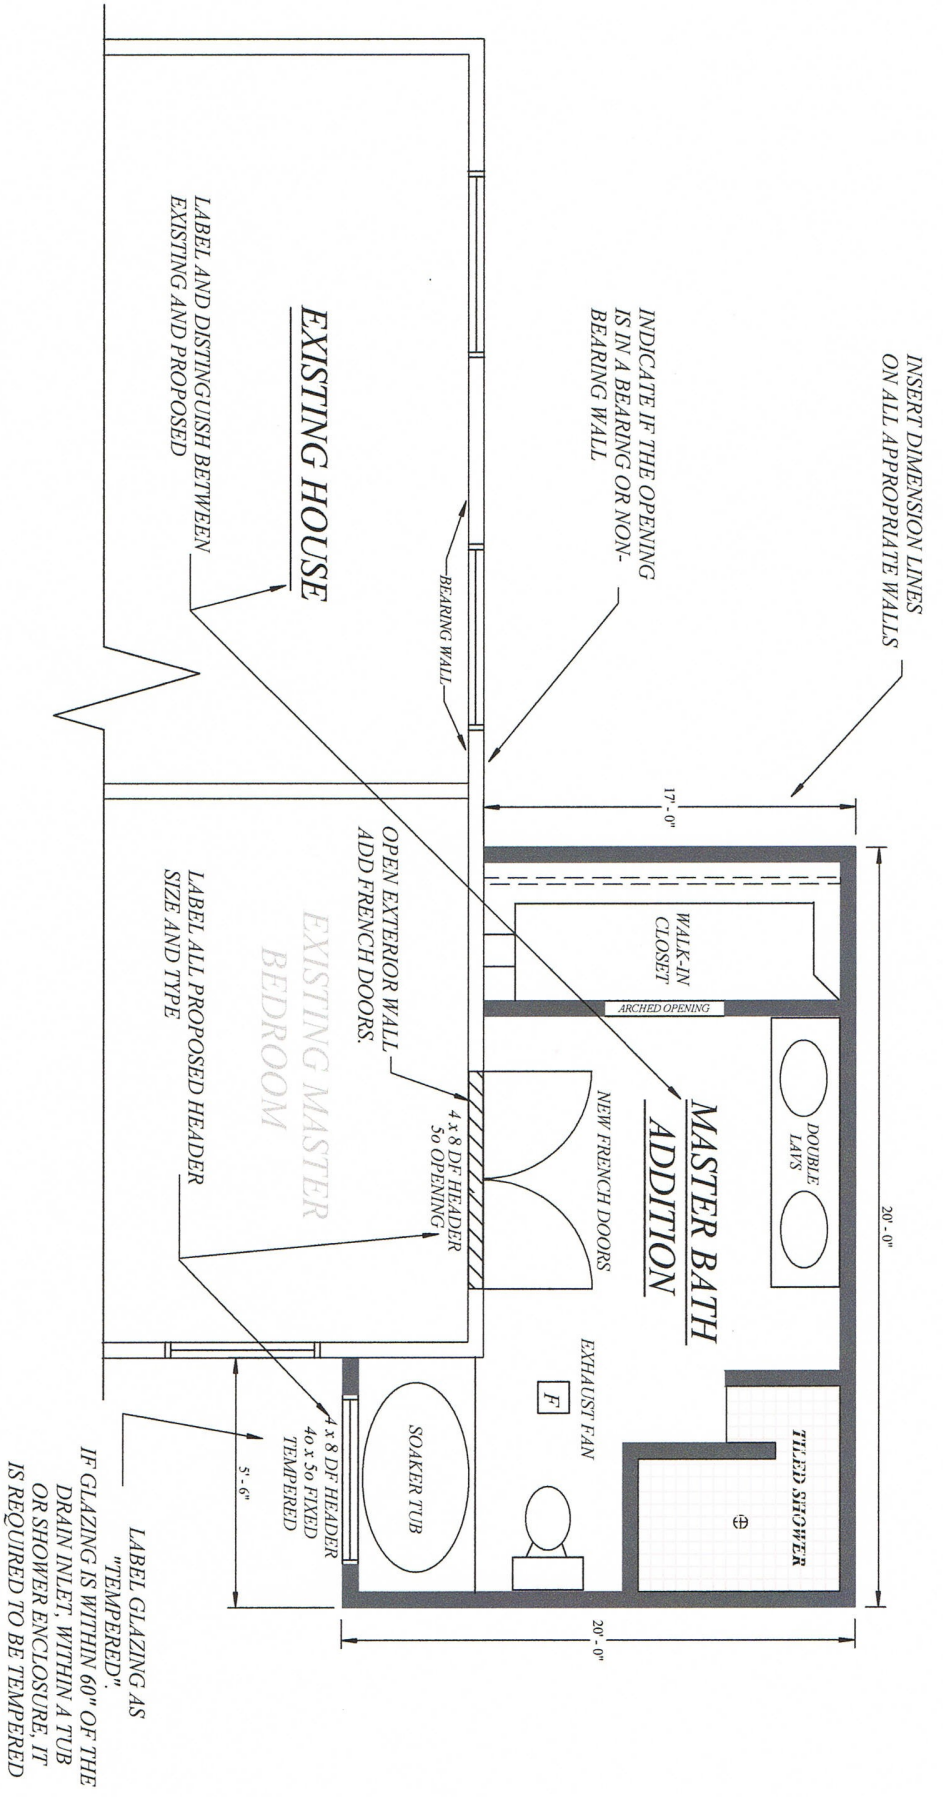 INSERT DIMENSION LINES
ON ALL APPROPRIATE WALLS
INDICATE IF THE OPENING
IS IN A BEARING OR NON-
BEARING WALL
17' - 0"
20' - 0"
WALK-IN
CLOSET
ARCHED OPENING
DOUBLE
LAVS
MASTER BATH
ADDITION
NEW FRENCH DOORS
TILED SHOWER
EXHAUST FAN
F
SOAKER TUB
20' - 0"
EXISTING HOUSE
LABEL AND DISTINGUISH BETWEEN
EXISTING AND PROPOSED
BEARING WALL
OPEN EXTERIOR WALL
ADD FRENCH DOORS.
4 x 8 DF HEADER
5o OPENING
EXISTING MASTER
BEDROOM
LABEL ALL PROPOSED HEADER
SIZE AND TYPE
4 x 8 DF HEADER
4o x 5o FIXED
TEMPERED
5' - 6"
LABEL GLAZING AS
"TEMPERED".
IF GLAZING IS WITHIN 60" OF THE
DRAIN INLET, WITHIN A TUB
OR SHOWER ENCLOSURE, IT
IS REQUIRED TO BE TEMPERED